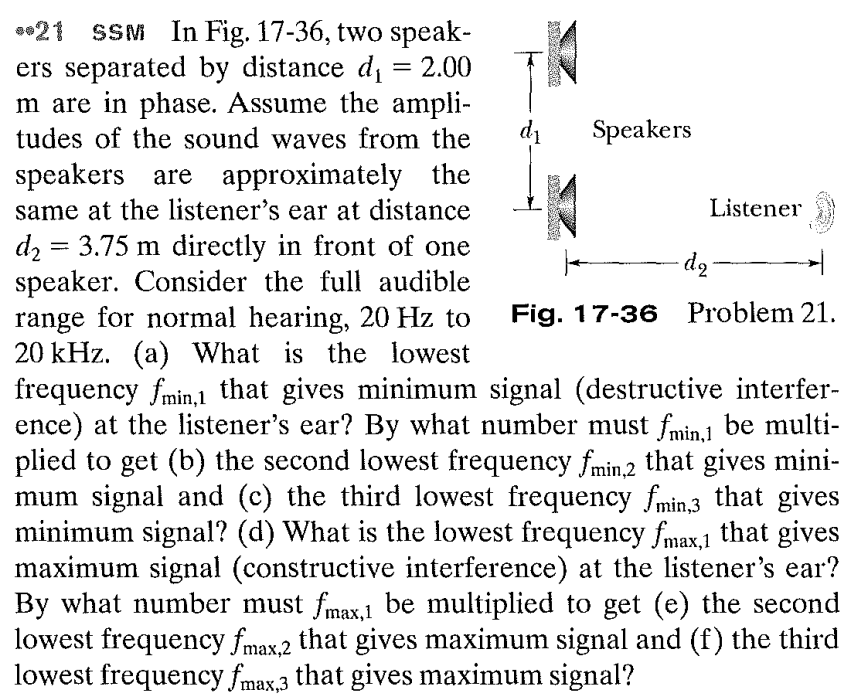 ••21 SSM In Fig. 17-36, two speak-
ers separated by distance d₁ = 2.00
m are in phase. Assume the ampli-
tudes of the sound waves from the
speakers are approximately the
same at the listener's ear at distance
d₂ = 3.75 m directly in front of one
speaker. Consider the full audible
range for normal hearing, 20 Hz to
20 kHz. (a) What is the lowest
frequency fmin,1 that gives minimum signal (destructive interfer-
ence) at the listener's ear? By what number must fmin,1 be multi-
plied to get (b) the second lowest frequency fmin,2 that gives mini-
mum signal and (c) the third lowest frequency fmin,3 that gives
minimum signal? (d) What is the lowest frequency fmax,1 that gives
maximum signal (constructive interference) at the listener's ear?
By what number must fmax,1 be multiplied to get (e) the second
lowest frequency fmax,2 that gives maximum signal and (f) the third
lowest frequency fmax,3 that gives maximum signal?
d₁
Speakers
Listener
d₂
Fig. 17-36 Problem 21.